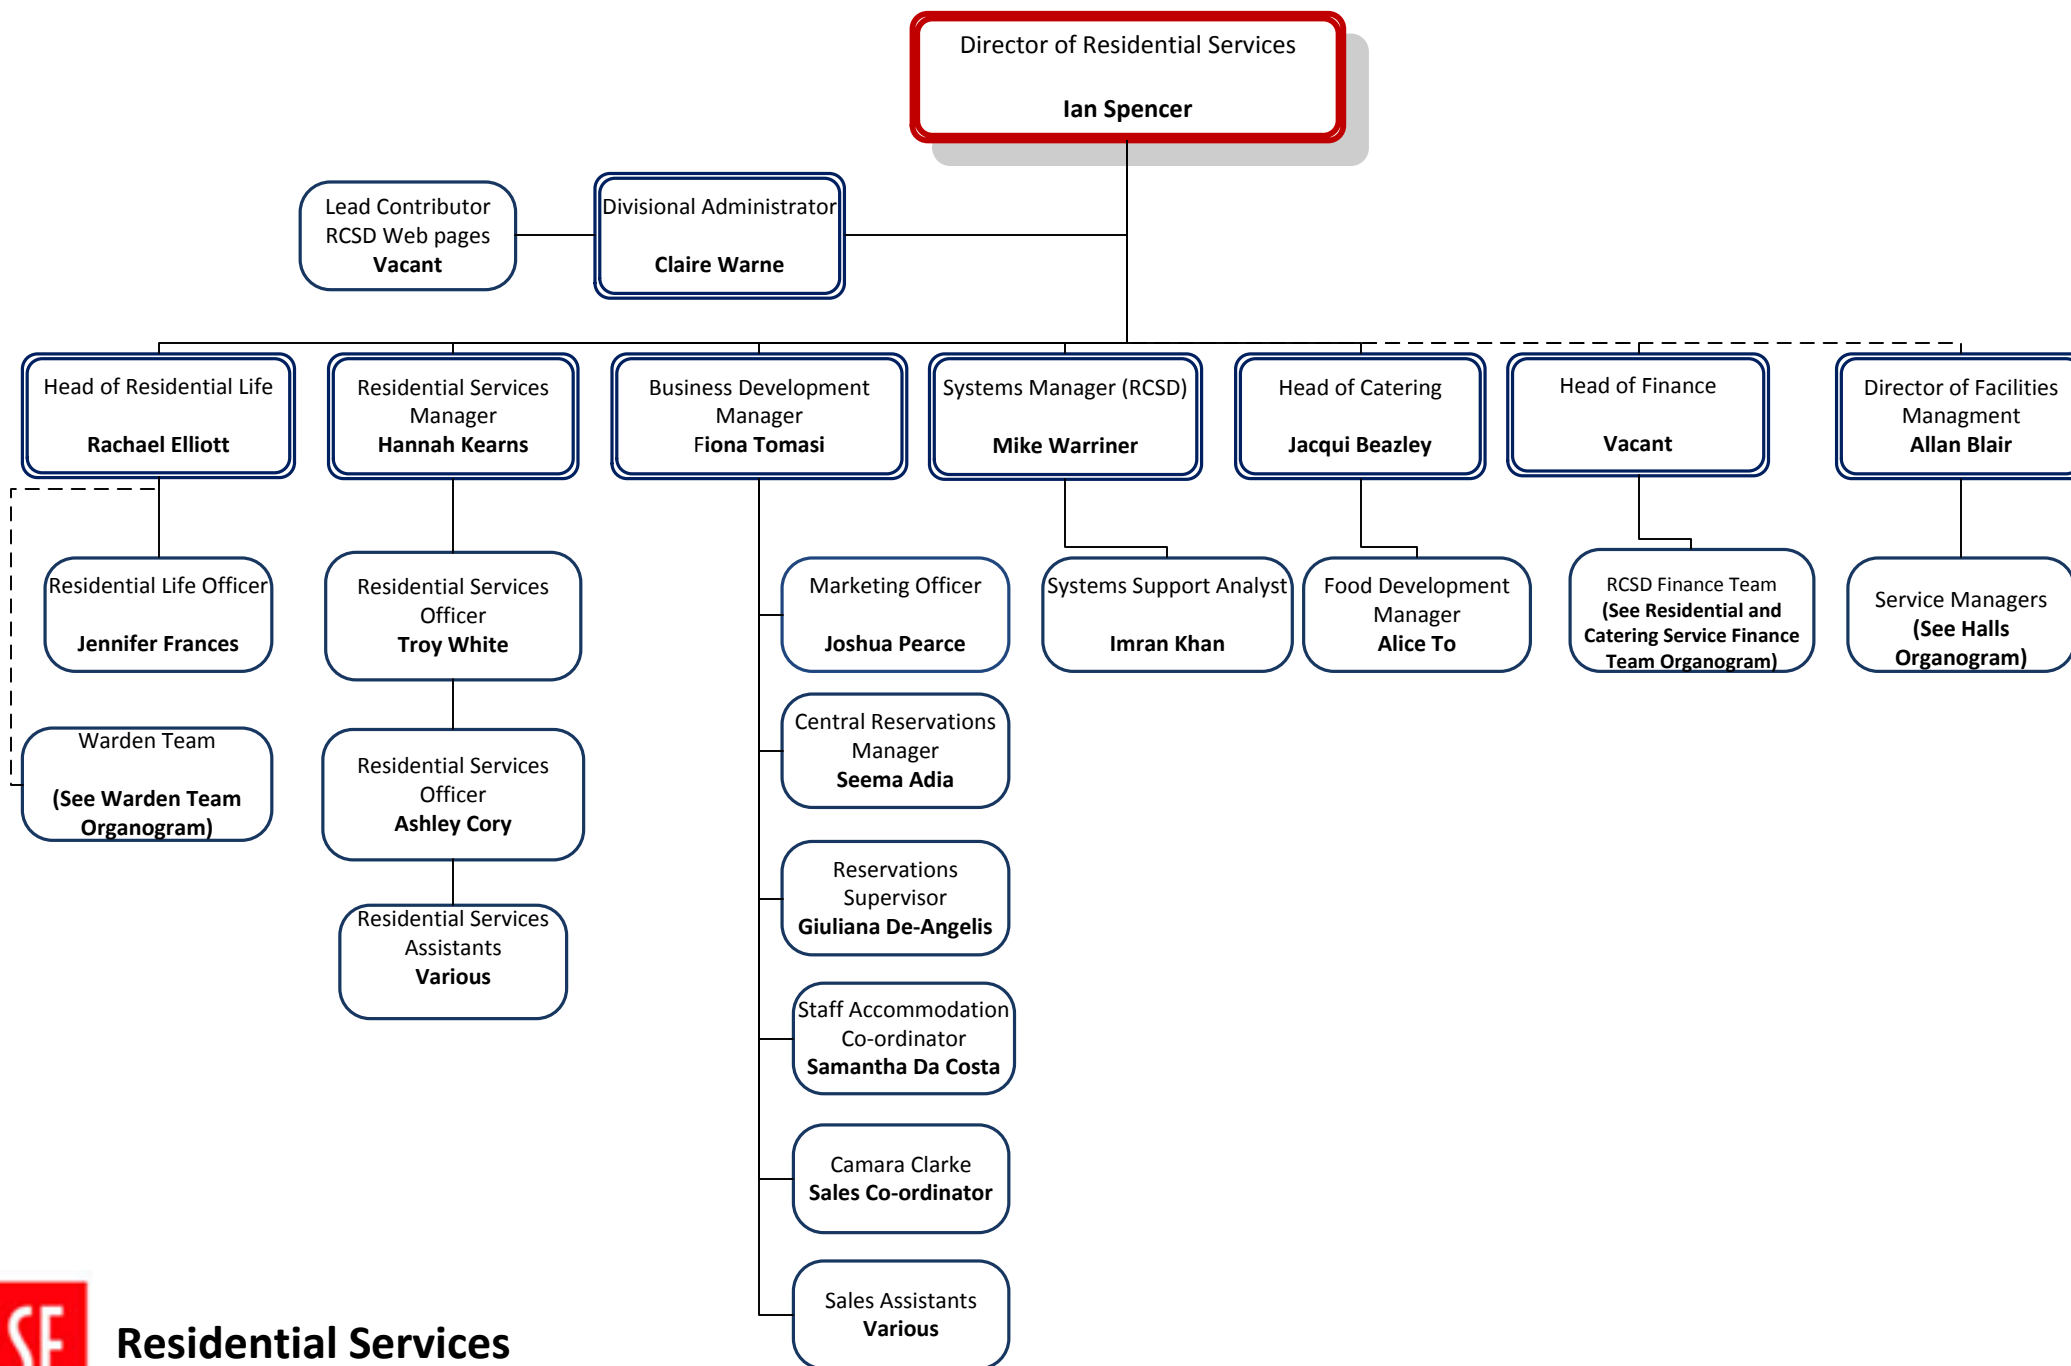 Director of Residential Services
Ian Spencer
Lead Contributor
RCSD Web pages
Vacant
Divisional Administrator
Claire Warne
Head of Residential Life
Rachael Elliott
Residential Services
Manager
Hannah Kearns
Business Development
Manager
Fiona Tomasi
Systems Manager (RCSD)
Mike Warriner
Head of Catering
Jacqui Beazley
Head of Finance
Vacant
Director of Facilities
Managment
Allan Blair
Residential Life Officer
Jennifer Frances
Residential Services
Officer
Troy White
Marketing Officer
Joshua Pearce
Systems Support Analyst
Imran Khan
Food Development
Manager
Alice To
RCSD Finance Team
(See Residential and
Catering Service Finance
Team Organogram)
Service Managers
(See Halls
Organogram)
Warden Team
(See Warden Team
Organogram)
Residential Services
Officer
Ashley Cory
Central Reservations
Manager
Seema Adia
Reservations
Supervisor
Giuliana De-Angelis
Residential Services
Assistants
Various
Staff Accommodation
Co-ordinator
Samantha Da Costa
Camara Clarke
Sales Co-ordinator
Sales Assistants
Various
SE
Residential Services